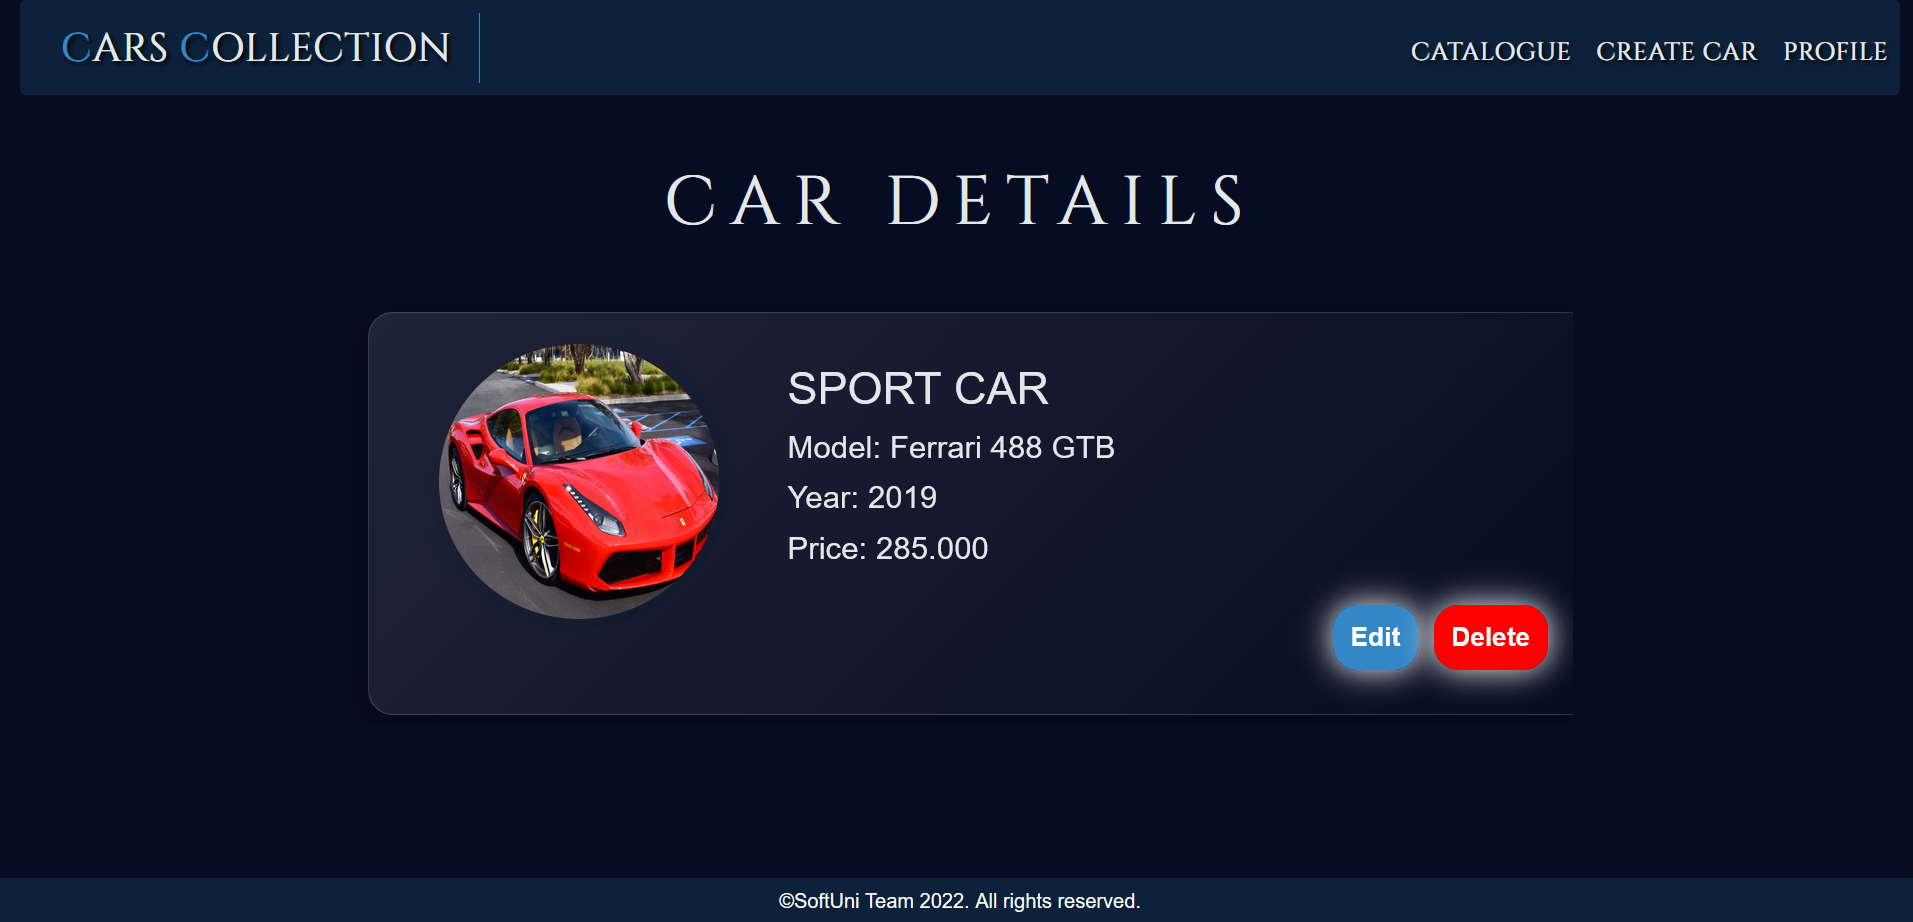 CARS COLLECTION
CATALOGUE CREATE CAR PROFILE
CAR DETAILS
SPORT CAR
Model: Ferrari 488 GTB
Year: 2019
Price: 285.000
Edit Delete
©SoftUni Team 2022. All rights reserved.